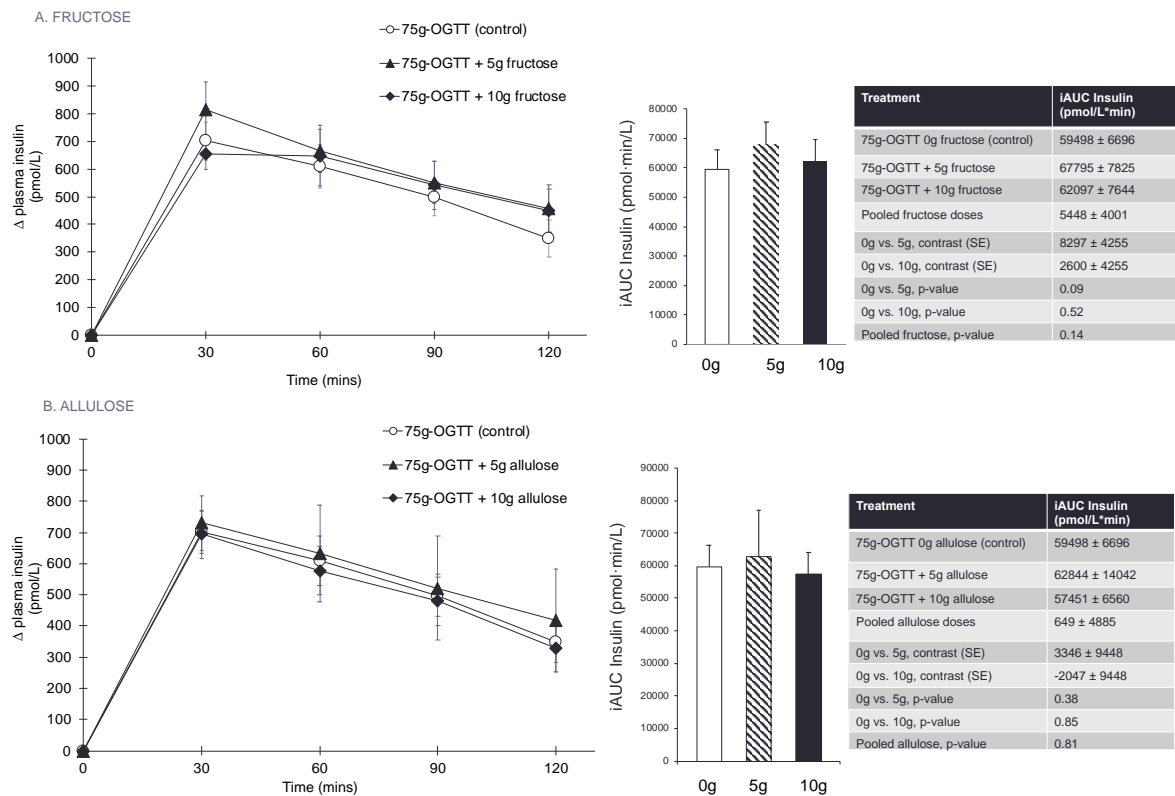 A. FRUCTOSE
75g-OGTT (control)
75g-OGTT + 5g fructose
75g-OGTT + 10g fructose
Δ plasma insulin
(pmol/L)
1000
900
800
700
600
500
400
300
200
100
0
0 30 60 90 120
Time (mins)
iAUC Insulin (pmol·min/L)
80000
70000
60000
50000
40000
30000
20000
10000
0
0g 5g 10g
Treatment iAUC Insulin
(pmol/L*min)
75g-OGTT 0g fructose (control) 59498 ± 6696
75g-OGTT + 5g fructose 67795 ± 7825
75g-OGTT + 10g fructose 62097 ± 7644
Pooled fructose doses 5448 ± 4001
0g vs. 5g, contrast (SE) 8297 ± 4255
0g vs. 10g, contrast (SE) 2600 ± 4255
0g vs. 5g, p-value 0.09
0g vs. 10g, p-value 0.52
Pooled fructose, p-value 0.14
B. ALLULOSE
75g-OGTT (control)
75g-OGTT + 5g allulose
75g-OGTT + 10g allulose
Δ plasma insulin
(pmol/L)
1000
900
800
700
600
500
400
300
200
100
0
0 30 60 90 120
Time (mins)
iAUC Insulin (pmol·min/L)
90000
80000
70000
60000
50000
40000
30000
20000
10000
0
0g 5g 10g
Treatment iAUC Insulin
(pmol/L*min)
75g-OGTT 0g allulose (control) 59498 ± 6696
75g-OGTT + 5g allulose 62844 ± 14042
75g-OGTT + 10g allulose 57451 ± 6560
Pooled allulose doses 649 ± 4885
0g vs. 5g, contrast (SE) 3346 ± 9448
0g vs. 10g, contrast (SE) -2047 ± 9448
0g vs. 5g, p-value 0.38
0g vs. 10g, p-value 0.85
Pooled allulose, p-value 0.81